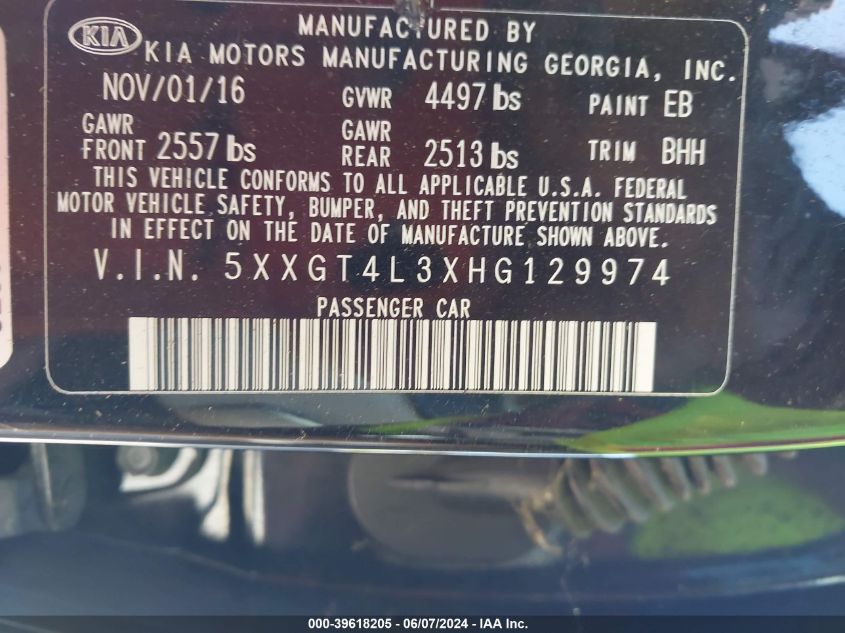 MANUFACTURED BY
KIA KIA MOTORS MANUFACTURING GEORGIA, INC.
NOV/01/16 GVWR 4497 lbs PAINT EB
GAWR FRONT 2557 lbs GAWR REAR 2513 lbs TRIM BHH
THIS VEHICLE CONFORMS TO ALL APPLICABLE U.S.A. FEDERAL
MOTOR VEHICLE SAFETY, BUMPER, AND THEFT PREVENTION STANDARDS
IN EFFECT ON THE DATE OF MANUFACTURE SHOWN ABOVE.
V.I.N. 5XXGT4L3XHG129974
PASSENGER CAR
000-39618205 - 06/07/2024 - IAA Holdings, Inc.